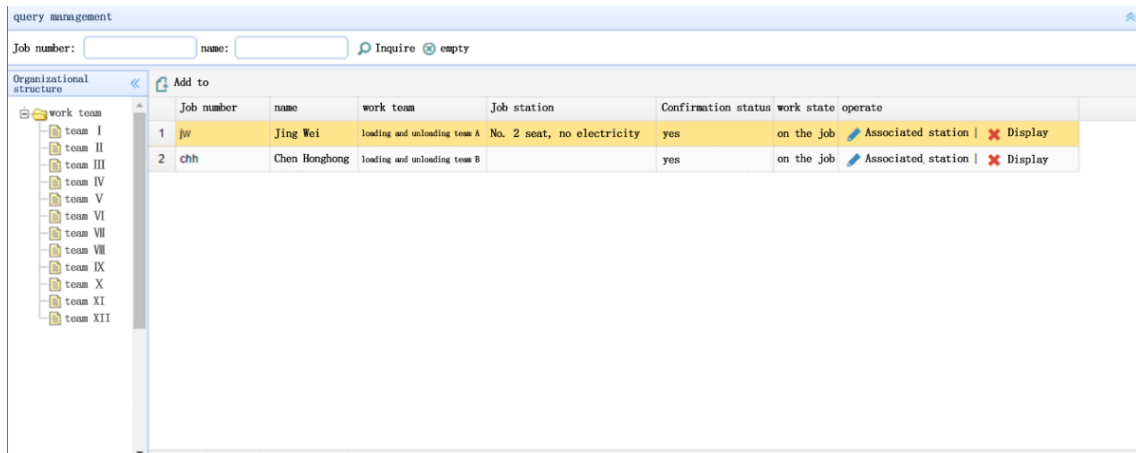 query management
Job number: name: Inquire empty
Organizational structure
Add to
work team
team I
team II
team III
team IV
team V
team VI
team VII
team VIII
team IX
team X
team XI
team XII
Job number name work team Job station Confirmation status work state operate
1 jw Jing Wei loading and unloading team A No. 2 seat, no electricity yes on the job Associated station | Display
2 chh Chen Honghong loading and unloading team B yes on the job Associated station | Display